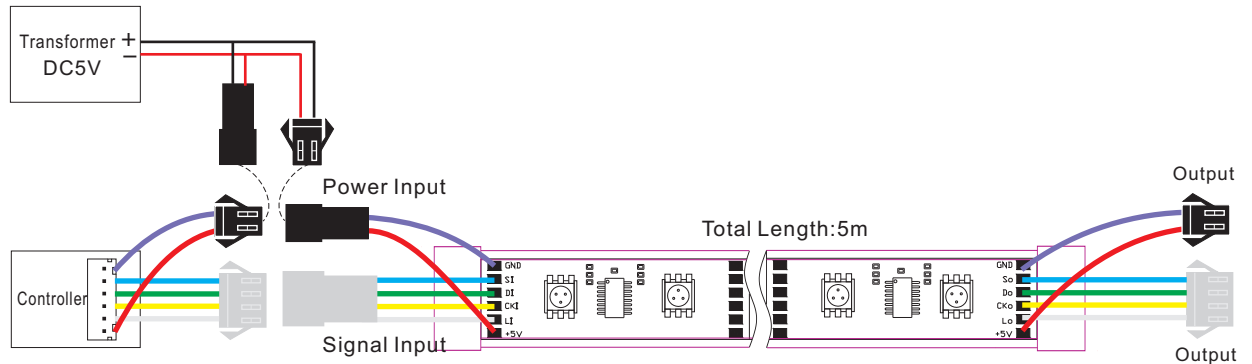 Transformer +
DC5V −
Power Input
Output
Total Length:5m
Controller
GND
SI
DI
CKI
LI
+5V
GND
So
Do
CKo
Lo
+5V
Signal Input
Output